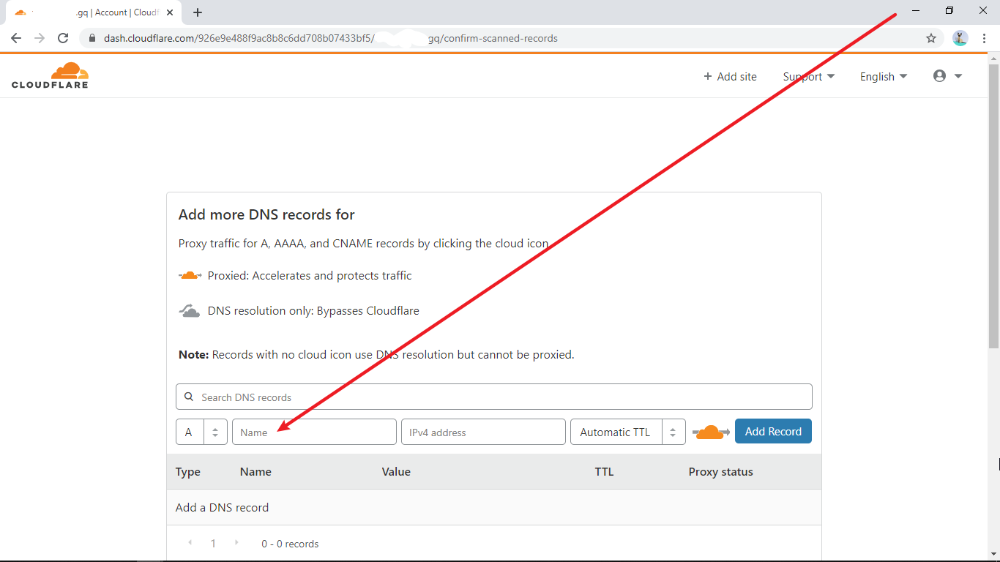 .gq | Account | Cloudf
dash.cloudflare.com/926e9e488f9ac8b8c6dd708b07433bf5/ gq/confirm-scanned-records
CLOUDFLARE
+ Add site Support English
Add more DNS records for
Proxy traffic for A, AAAA, and CNAME records by clicking the cloud icon
Proxied: Accelerates and protects traffic
DNS resolution only: Bypasses Cloudflare
Note: Records with no cloud icon use DNS resolution but cannot be proxied.
Search DNS records
A Name IPv4 address Automatic TTL Add Record
Type Name Value TTL Proxy status
Add a DNS record
1 0 - 0 records